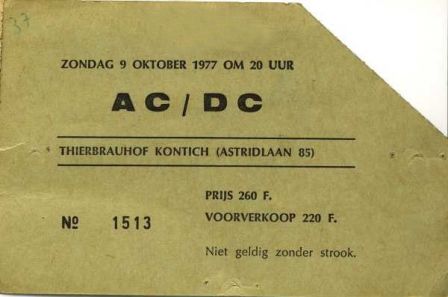 37
ZONDAG 9 OKTOBER 1977 OM 20 UUR
AC/DC
THIERBRAUHOF KONTICH (ASTRIDLAAN 85)
PRIJS 260 F.
VOORVERKOOP 220 F.
Nº 1513
Niet geldig zonder strook.